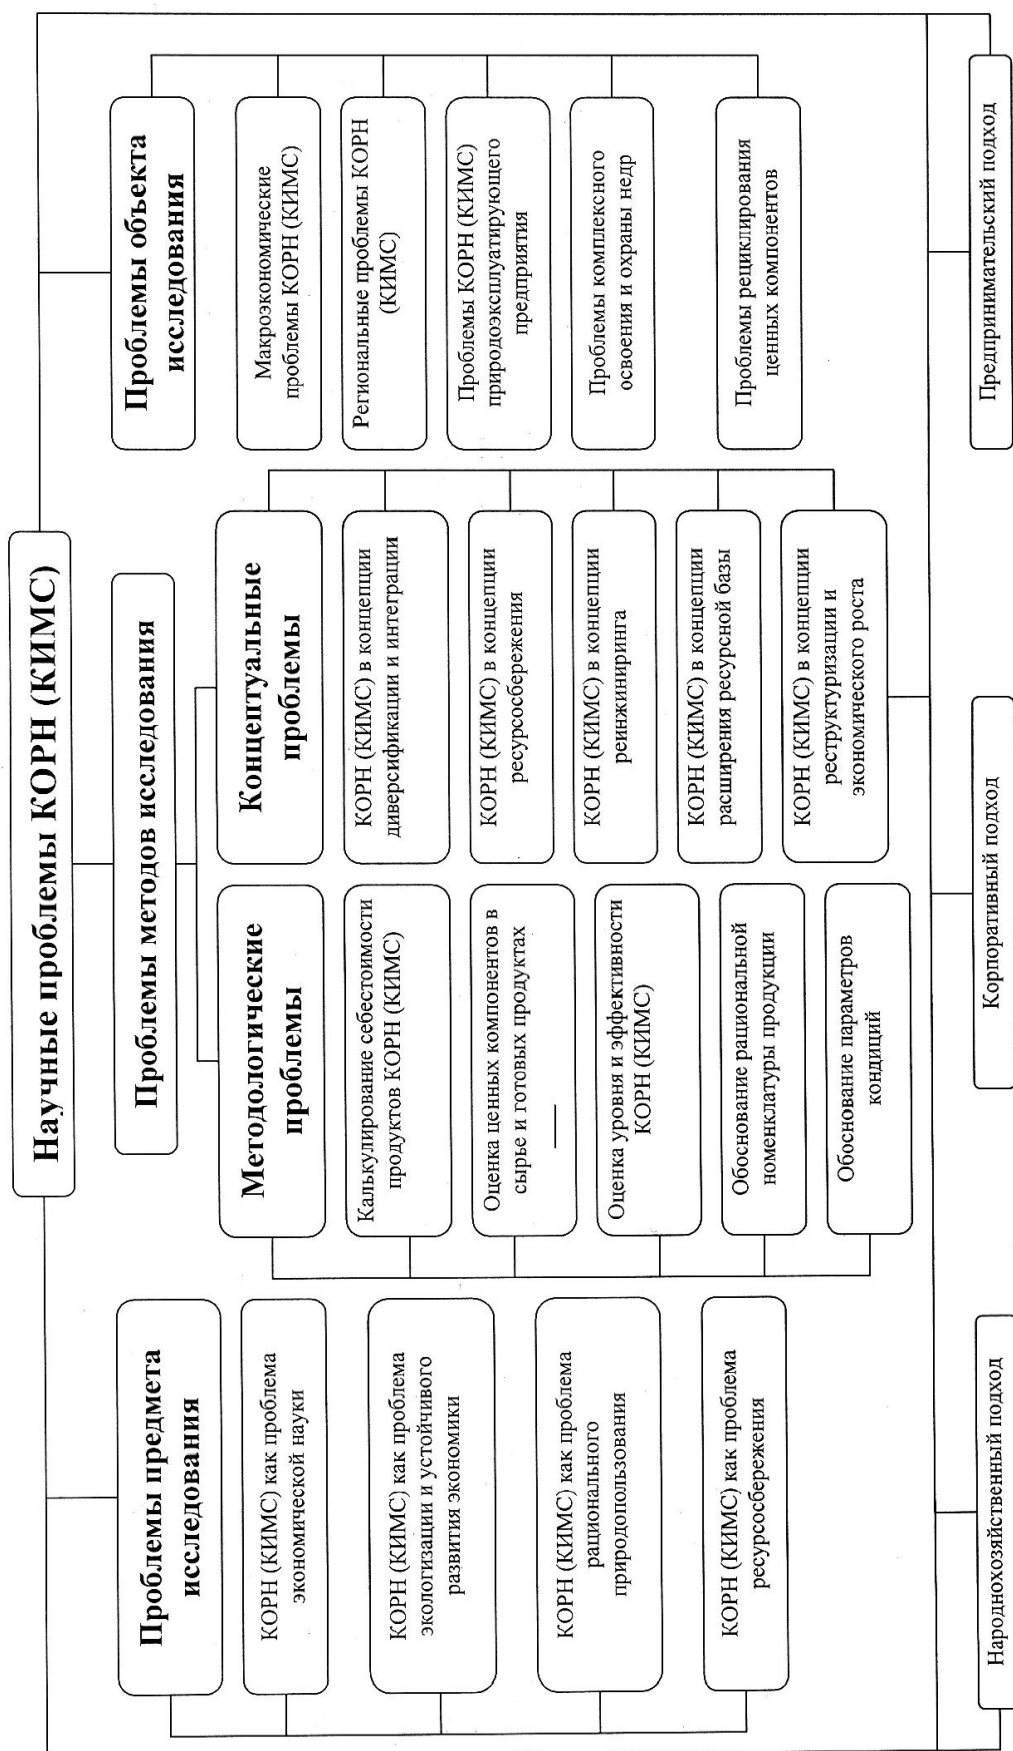 Научные проблемы КОРН (КИМС)
Проблемы предмета
исследования
КОРН (КИМС) как проблема
экономической науки
КОРН (КИМС) как проблема
экологизации и устойчивого
развития экономики
КОРН (КИМС) как проблема
рационального
природопользования
КОРН (КИМС) как проблема
ресурсосбережения
Проблемы методов исследования
Методологические
проблемы
Калькулирование себестоимости
продуктов КОРН (КИМС)
Оценка ценных компонентов в
сырье и готовых продуктах
Оценка уровня и эффективности
КОРН (КИМС)
Обоснование рациональной
номенклатуры продукции
Обоснование параметров
кондиций
Концептуальные
проблемы
КОРН (КИМС) в концепции
диверсификации и интеграции
КОРН (КИМС) в концепции
ресурсосбережения
КОРН (КИМС) в концепции
реинжиниринга
КОРН (КИМС) в концепции
расширения ресурсной базы
КОРН (КИМС) в концепции
реструктуризации и
экономического роста
Проблемы объекта
исследования
Макроэкономические
проблемы КОРН (КИМС)
Региональные проблемы КОРН
(КИМС)
Проблемы КОРН (КИМС)
природоэксплуатирующего
предприятия
Проблемы комплексного
освоения и охраны недр
Проблемы рециклирования
ценных компонентов
Народнохозяйственный подход
Корпоративный подход
Предпринимательский подход